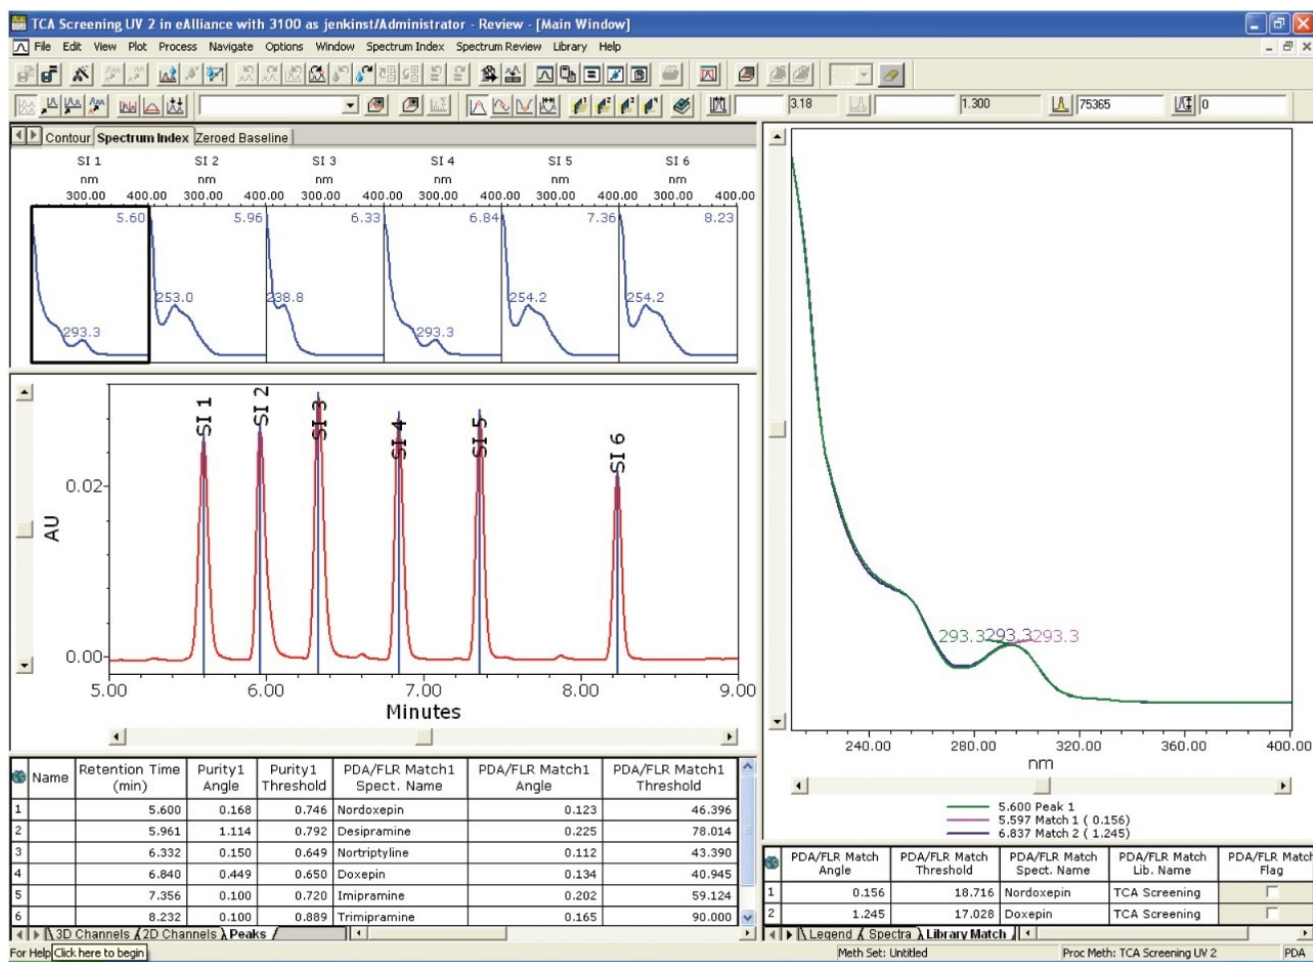 TCA Screening UV 2 in eAlliance with 3100 as jenkinst/Administrator - Review - [Main Window]
File Edit View Plot Process Navigate Options Window Spectrum Index Spectrum Review Library Help
3.18 1.300 75365 0
Contour Spectrum Index Zeroed Baseline
SI 1 SI 2 SI 3 SI 4 SI 5 SI 6
nm nm nm nm nm nm
300.00 400.00 300.00 400.00 300.00 400.00 300.00 400.00 300.00 400.00 300.00 400.00
5.60 5.96 6.33 6.84 7.36 8.23
293.3 253.0 238.8 293.3 254.2 254.2
SI 1 SI 2 SI 3 SI 4 SI 5 SI 6
AU
0.02
0.00
5.00 6.00 7.00 8.00 9.00
Minutes
Name Retention Time (min) Purity1 Angle Purity1 Threshold PDA/FLR Match1 Spect. Name PDA/FLR Match1 Angle PDA/FLR Match1 Threshold
1 5.600 0.168 0.746 Nordoxepin 0.123 46.396
2 5.961 1.114 0.792 Desipramine 0.225 78.014
3 6.332 0.150 0.649 Nortriptyline 0.112 43.390
4 6.840 0.449 0.650 Doxepin 0.134 40.945
5 7.356 0.100 0.720 Imipramine 0.202 59.124
6 8.232 0.100 0.889 Trimipramine 0.165 90.000
3D Channels 2D Channels Peaks
293.3 293.3 293.3
240.00 280.00 320.00 360.00 400.00
nm
5.600 Peak 1
5.597 Match 1 ( 0.156)
6.837 Match 2 ( 1.245)
PDA/FLR Match Angle PDA/FLR Match Threshold PDA/FLR Match Spect. Name PDA/FLR Match Lib. Name PDA/FLR Match Flag
1 0.156 18.716 Nordoxepin TCA Screening
2 1.245 17.028 Doxepin TCA Screening
Legend Spectra Library Match
For Help Click here to begin Meth Set: Untitled Proc Meth: TCA Screening UV 2 PDA